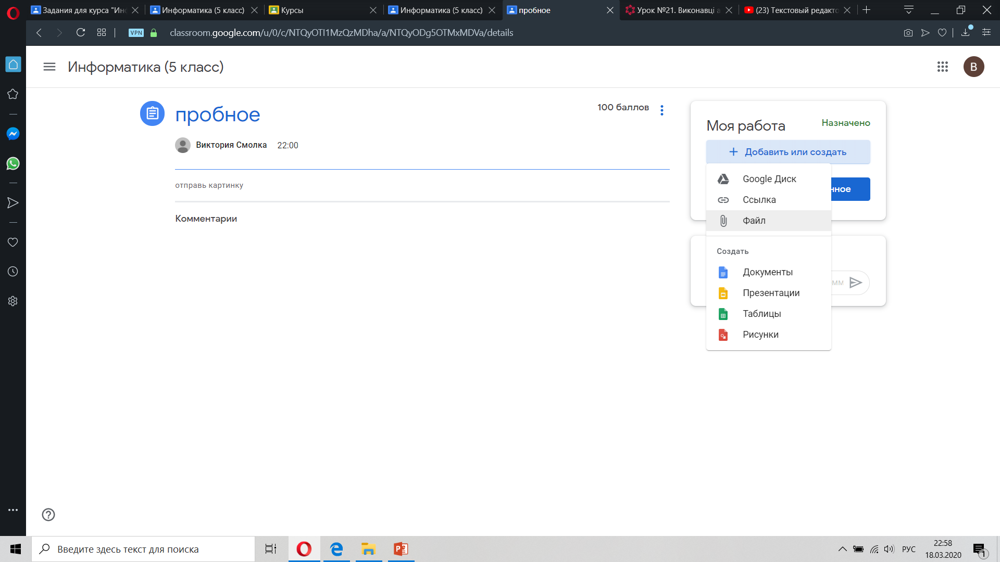 Задания для курса "Ин
Информатика (5 класс)
Курсы
Информатика (5 класс)
пробное
Урок №21. Виконавці а
(23) Текстовый редакто
VPN
classroom.google.com/u/0/c/NTQyOTI1MzQzMDha/a/NTQyODg5OTMxMDVa/details
Информатика (5 класс)
B
пробное
100 баллов
Виктория Смолка 22:00
отправь картинку
Комментарии
Моя работа
Назначено
Добавить или создать
Google Диск
нное
Ссылка
Файл
Создать
Документы
мм
Презентации
Таблицы
Рисунки
Введите здесь текст для поиска
РУС
22:58
18.03.2020
1